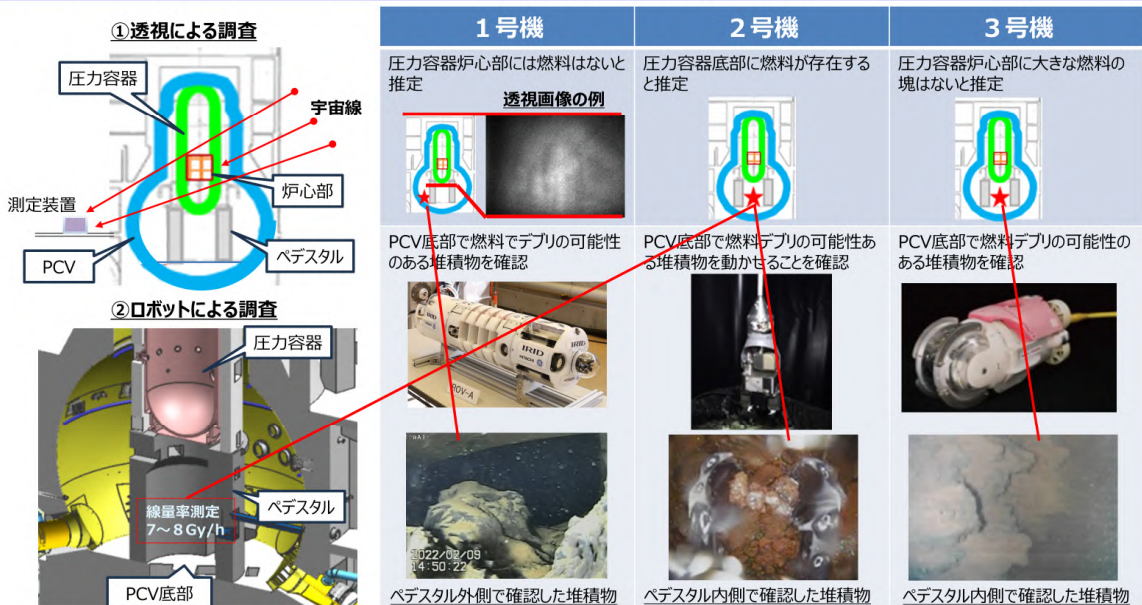 ①透視による調査
圧力容器
宇宙線
炉心部
測定装置
PCV
ペデスタル
②ロボットによる調査
圧力容器
ペデスタル
線量率測定
7～8Gy/h
PCV底部
1号機
2号機
3号機
圧力容器炉心部には燃料はないと
推定
透視画像の例
圧力容器底部に燃料が存在する
と推定
圧力容器炉心部に大きな燃料の
塊はないと推定
PCV底部で燃料でデブリの可能性
のある堆積物を確認
PCV底部で燃料デブリの可能性あ
る堆積物を動かせることを確認
PCV底部で燃料デブリの可能性の
ある堆積物を確認
IRID
IRID
HITACHI
ROV-A
2022/02/09
14:50:22
ペデスタル外側で確認した堆積物
ペデスタル内側で確認した堆積物
ペデスタル内側で確認した堆積物